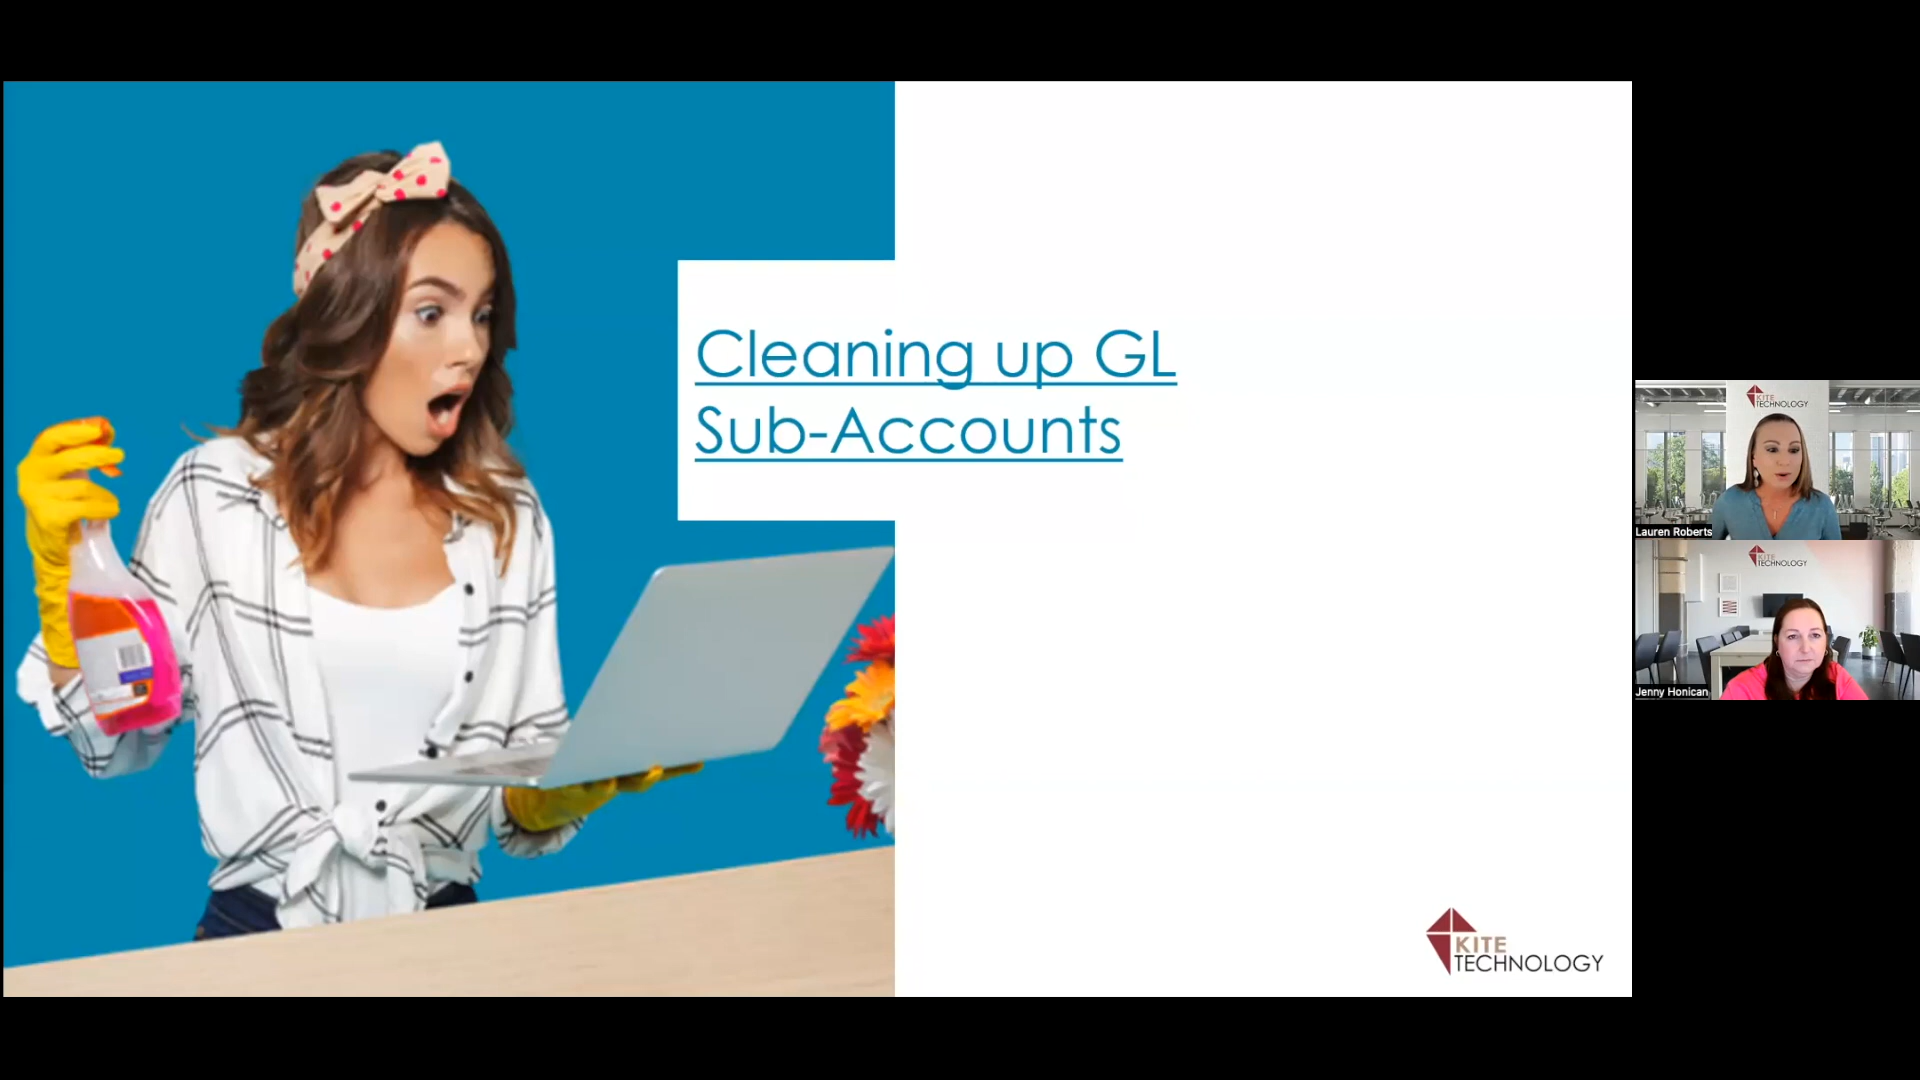 Cleaning up GL
Sub-Accounts
KITE
TECHNOLOGY
KITE
TECHNOLOGY
Lauren Roberts
KITE
TECHNOLOGY
Jenny Honican